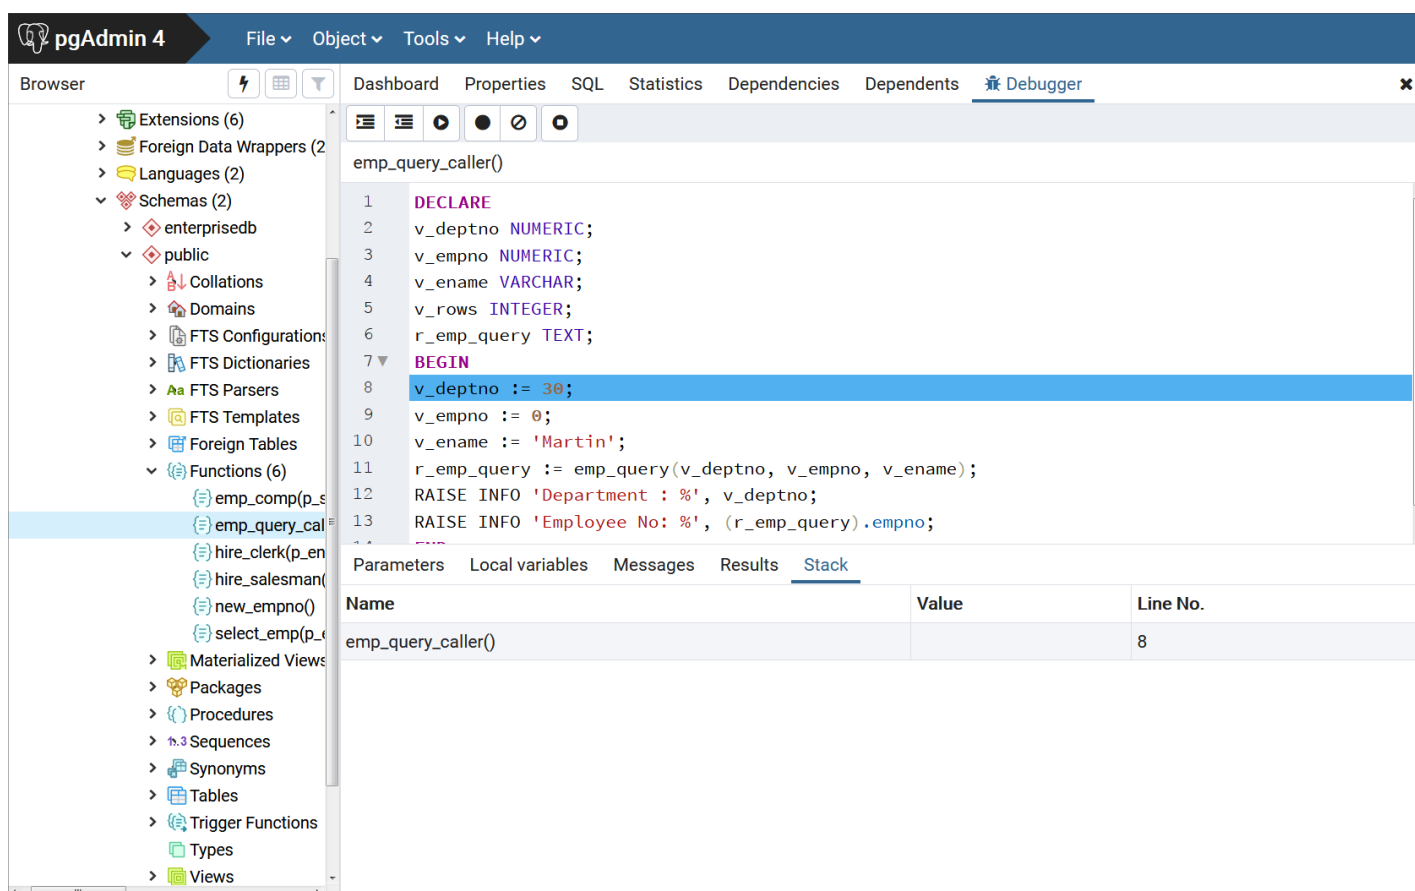 pgAdmin 4
File Object Tools Help
Browser
Dashboard Properties SQL Statistics Dependencies Dependents Debugger
Extensions (6)
Foreign Data Wrappers (2
Languages (2)
Schemas (2)
enterprisedb
public
Collations
Domains
FTS Configurations
FTS Dictionaries
Aa FTS Parsers
FTS Templates
Foreign Tables
Functions (6)
emp_comp(p_s
emp_query_cal
hire_clerk(p_en
hire_salesman(
new_empno()
select_emp(p_e
Materialized Views
Packages
Procedures
1..3 Sequences
Synonyms
Tables
Trigger Functions
Types
Views
emp_query_caller()
1 DECLARE
2 v_deptno NUMERIC;
3 v_empno NUMERIC;
4 v_ename VARCHAR;
5 v_rows INTEGER;
6 r_emp_query TEXT;
7 BEGIN
8 v_deptno := 30;
9 v_empno := 0;
10 v_ename := 'Martin';
11 r_emp_query := emp_query(v_deptno, v_empno, v_ename);
12 RAISE INFO 'Department : %', v_deptno;
13 RAISE INFO 'Employee No: %', (r_emp_query).empno;
Parameters Local variables Messages Results Stack
Name Value Line No.
emp_query_caller() 8